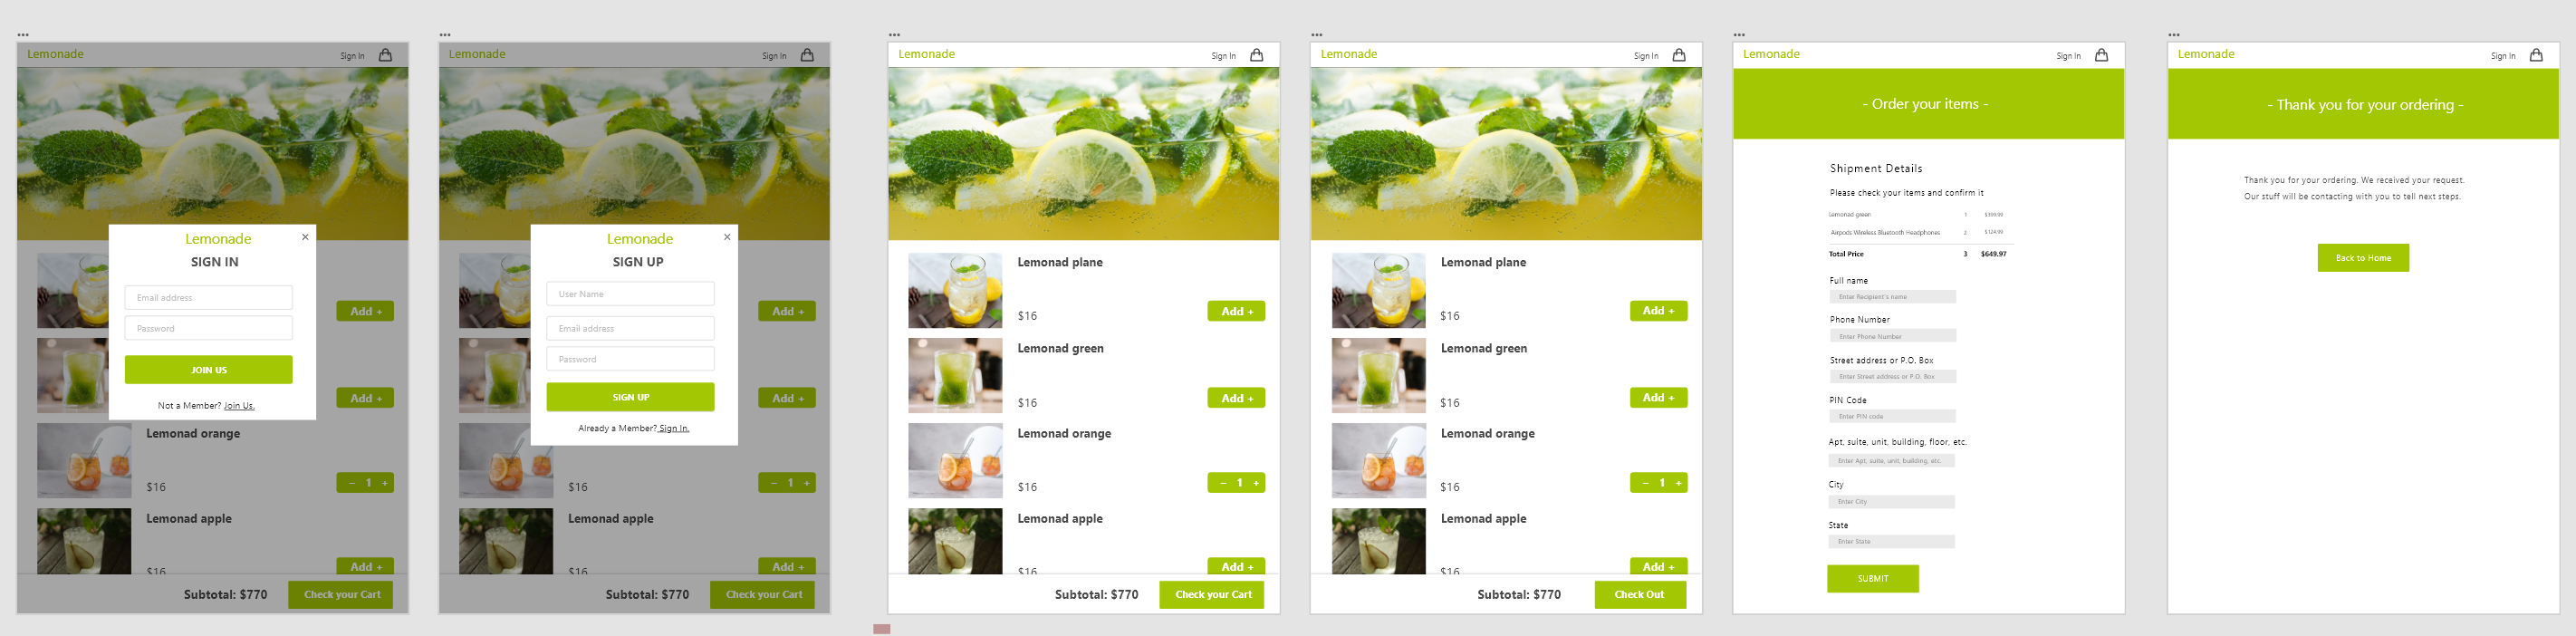 Lemonade
Sign In
Lemonade
SIGN IN
Email address
Password
JOIN US
Not a Member? Join Us.
Add +
Add +
Lemonad orange
$16
– 1 +
Lemonad apple
$16
Add +
Subtotal: $770
Check your Cart
Lemonade
Sign In
Lemonade
SIGN UP
User Name
Email address
Password
SIGN UP
Already a Member? Sign In.
Add +
Add +
$16
– 1 +
Lemonad apple
$16
Add +
Subtotal: $770
Check your Cart
Lemonade
Sign In
Lemonad plane
$16
Add +
Lemonad green
$16
Add +
Lemonad orange
$16
– 1 +
Lemonad apple
$16
Add +
Subtotal: $770
Check your Cart
Lemonade
Sign In
Lemonad plane
$16
Add +
Lemonad green
$16
Add +
Lemonad orange
$16
– 1 +
Lemonad apple
$16
Add +
Subtotal: $770
Check Out
Lemonade
Sign In
- Order your items -
Shipment Details
Please check your items and confirm it
Lemonad green 1 $399.99
Airpods Wireless Bluetooth Headphones 2 $124.99
Total Price 3 $649.97
Full name
Enter Recipient's name
Phone Number
Enter Phone Number
Street address or P.O. Box
Enter Street address or P.O. Box
PIN Code
Enter PIN code
Apt, suite, unit, building, floor, etc.
Enter Apt, suite, unit, building, etc.
City
Enter City
State
Enter State
SUBMIT
Lemonade
Sign In
- Thank you for your ordering -
Thank you for your ordering. We received your request.
Our stuff will be contacting with you to tell next steps.
Back to Home